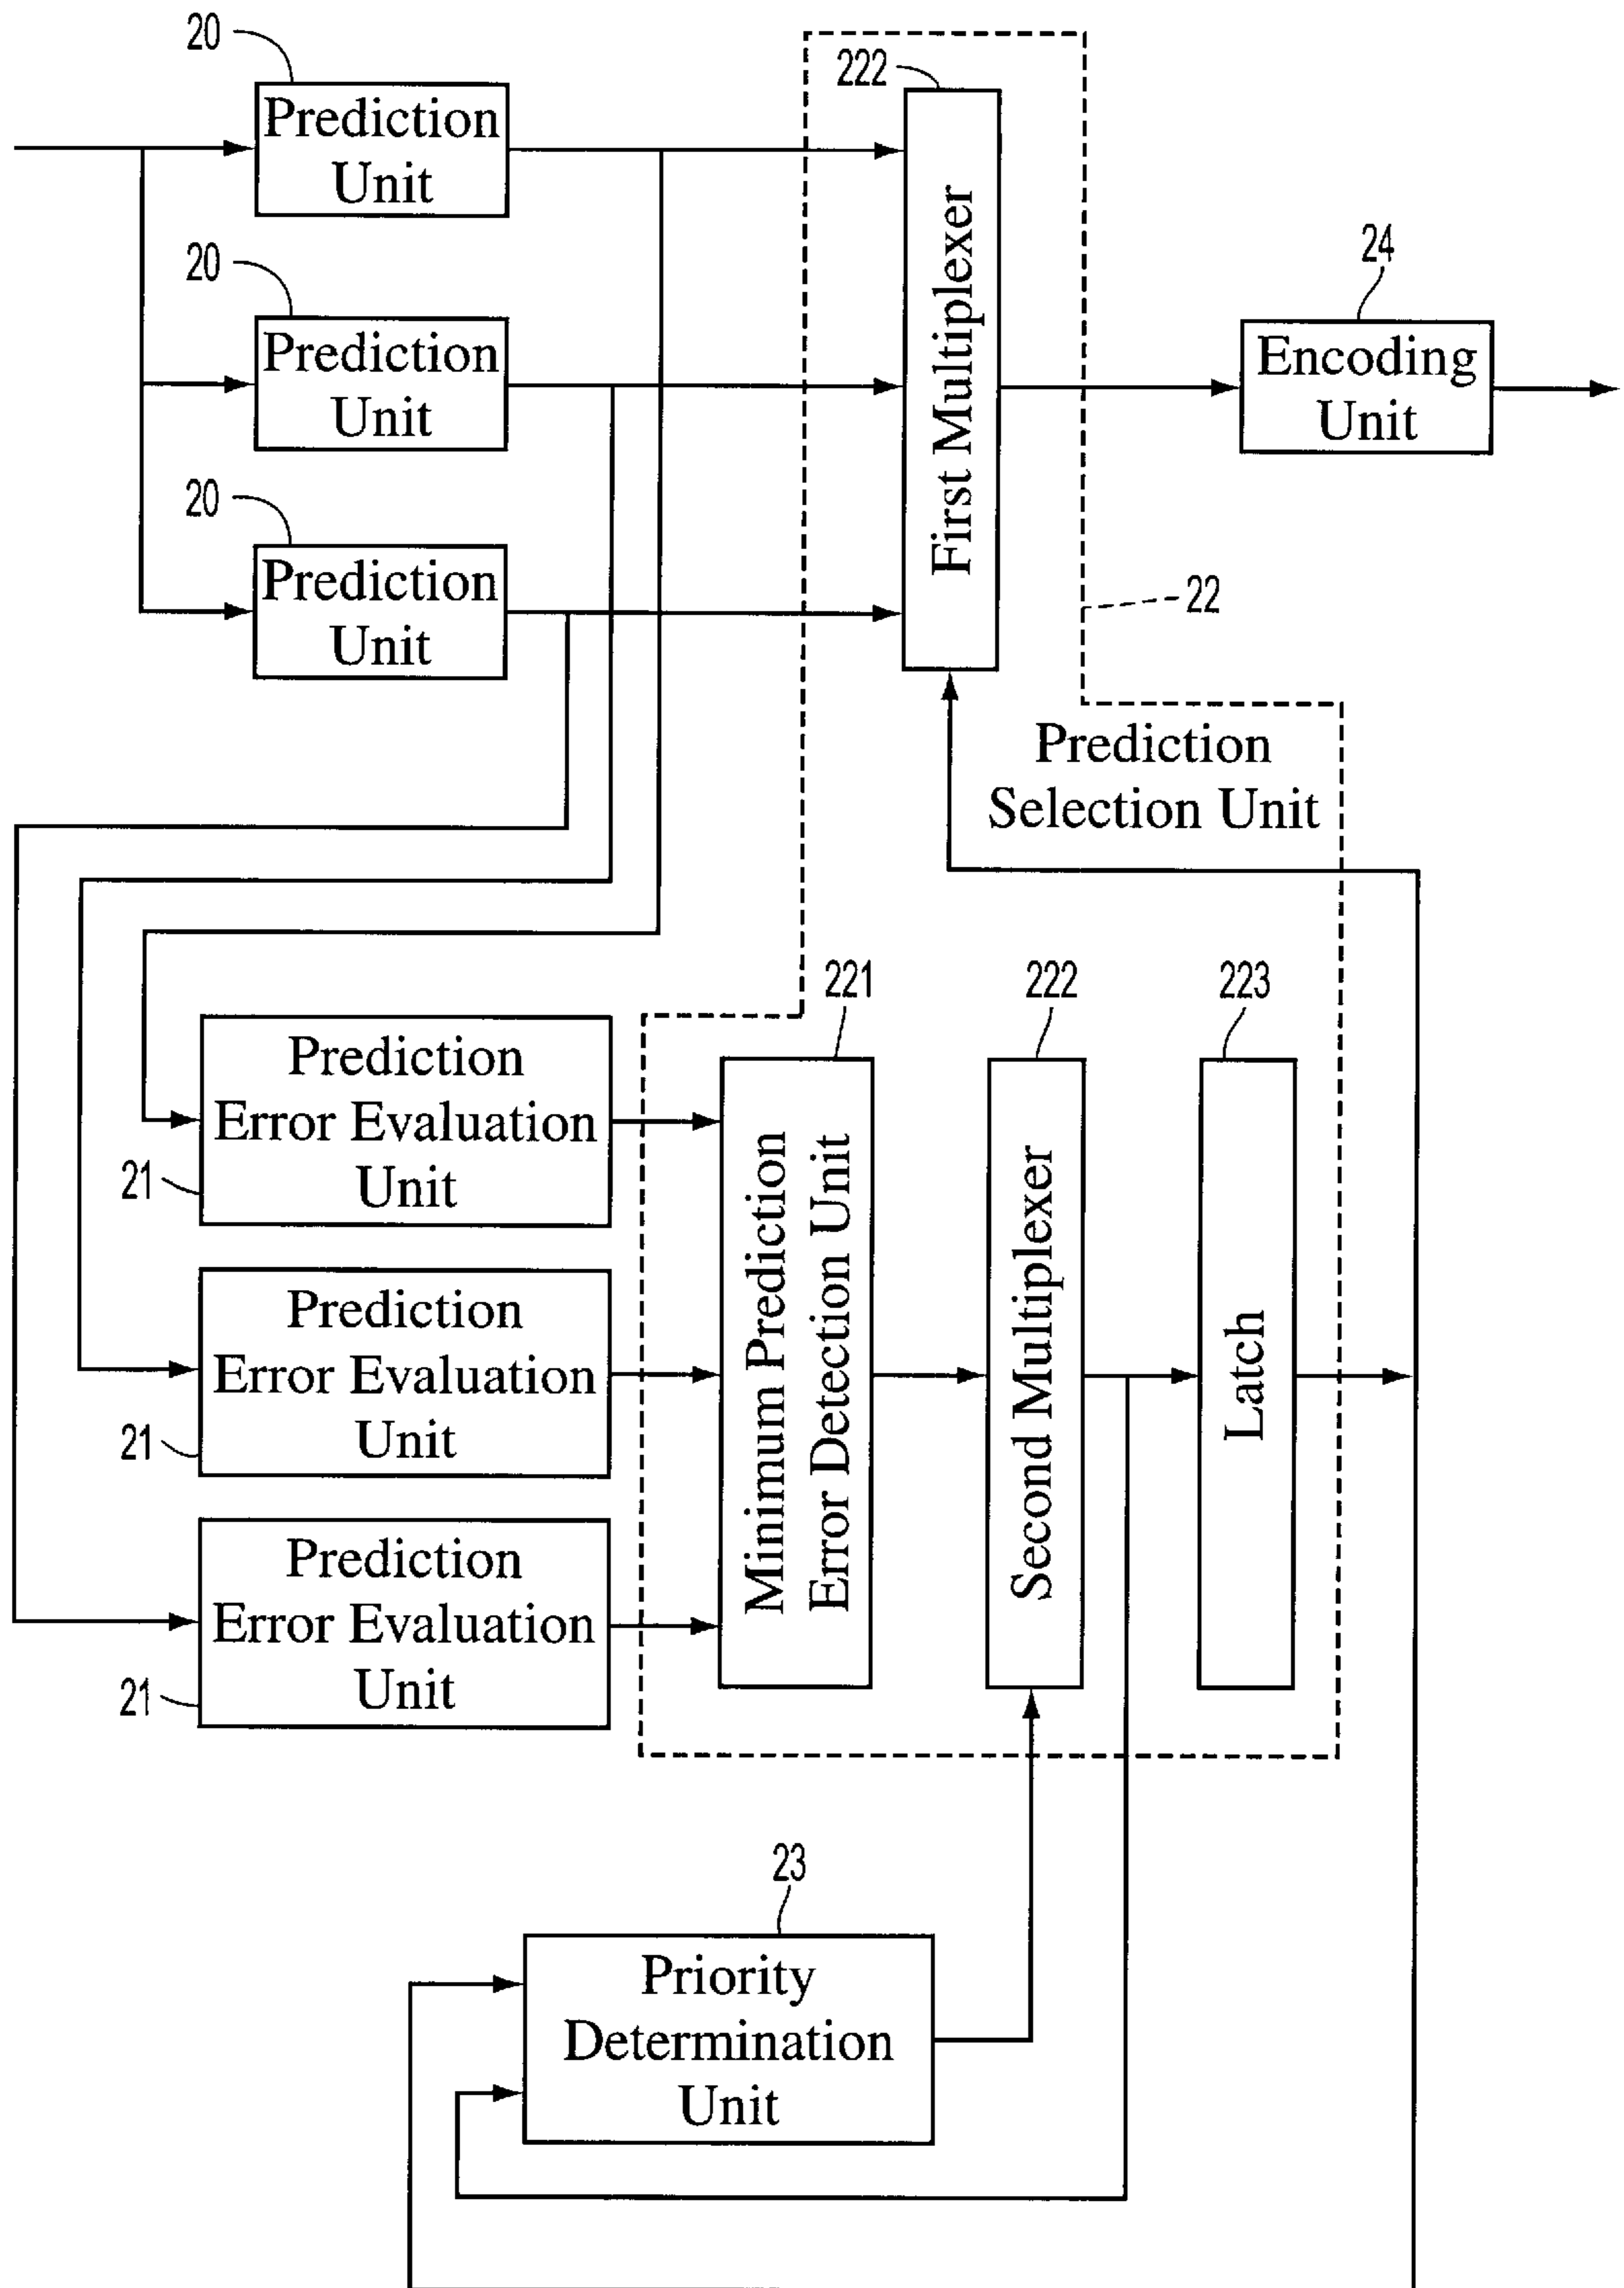 20
Prediction
Unit
20
Prediction
Unit
20
Prediction
Unit
222
First Multiplexer
24
Encoding
Unit
22
Prediction
Selection Unit
Prediction
Error Evaluation
Unit
21
Prediction
Error Evaluation
Unit
21
Prediction
Error Evaluation
Unit
21
221
Minimum Prediction
Error Detection Unit
222
Second Multiplexer
223
Latch
23
Priority
Determination
Unit